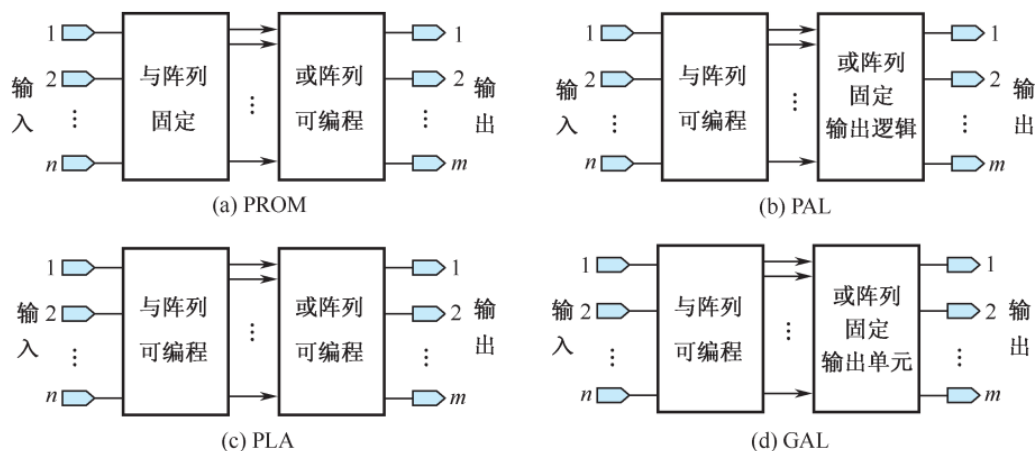 1
2
⋮
n
输入
与阵列
固定
⋮
或阵列
可编程
1
2
⋮
m
输出
(a) PROM
1
2
⋮
n
输入
与阵列
可编程
⋮
或阵列
固定
输出逻辑
1
2
⋮
m
输出
(b) PAL
1
2
⋮
n
输入
与阵列
可编程
⋮
或阵列
可编程
1
2
⋮
m
输出
(c) PLA
1
2
⋮
n
输入
与阵列
可编程
⋮
或阵列
固定
输出单元
1
2
⋮
m
输出
(d) GAL